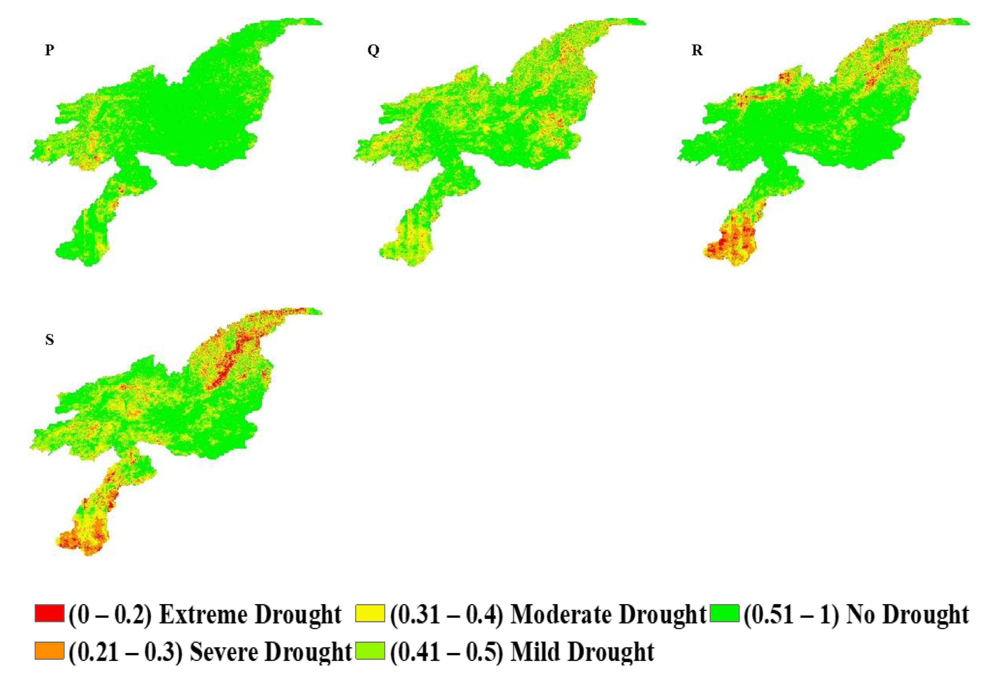 P
Q
R
S
(0 – 0.2) Extreme Drought
(0.31 – 0.4) Moderate Drought
(0.51 – 1) No Drought
(0.21 – 0.3) Severe Drought
(0.41 – 0.5) Mild Drought